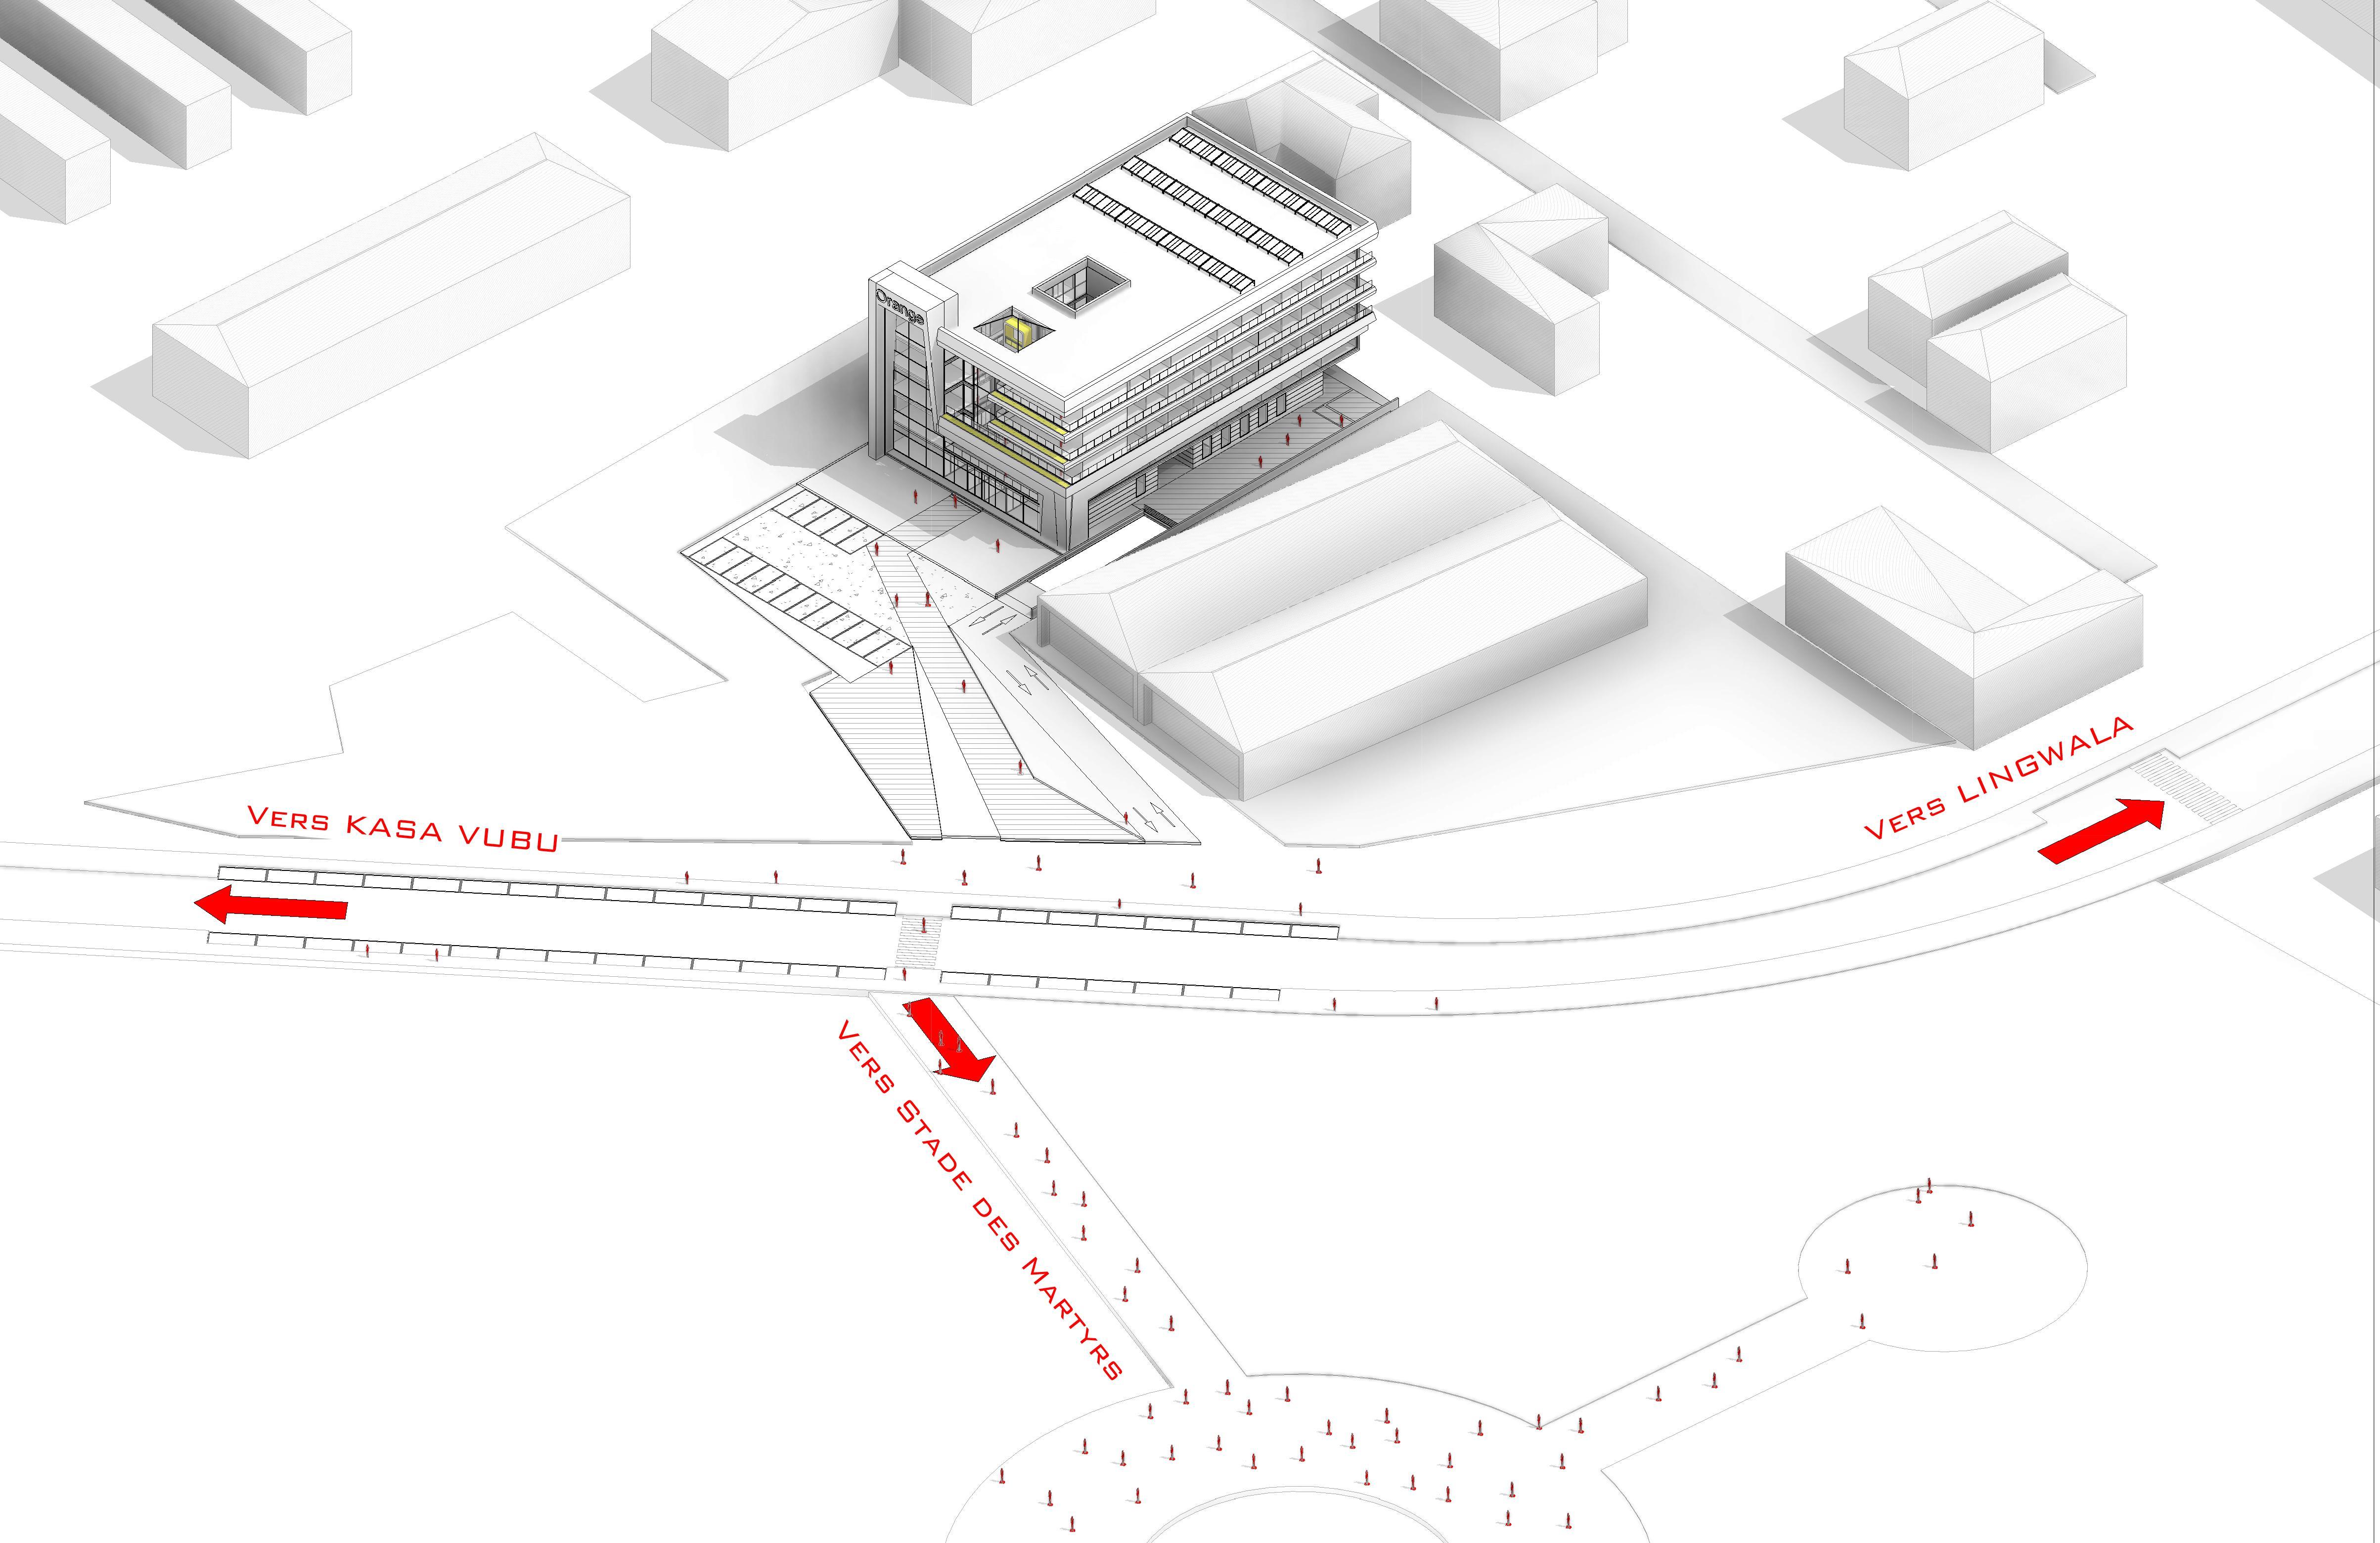 Orange
VERS LINGWALA
VERS KASA VUBU
VERS STADE DES MARTYRS